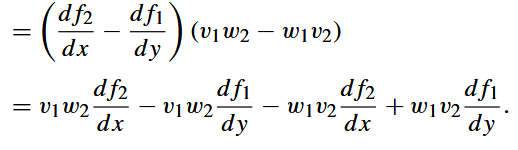 = (df₂/dx − df₁/dy) (v₁w₂ − w₁v₂)
= v₁w₂ df₂/dx − v₁w₂ df₁/dy − w₁v₂ df₂/dx + w₁v₂ df₁/dy.